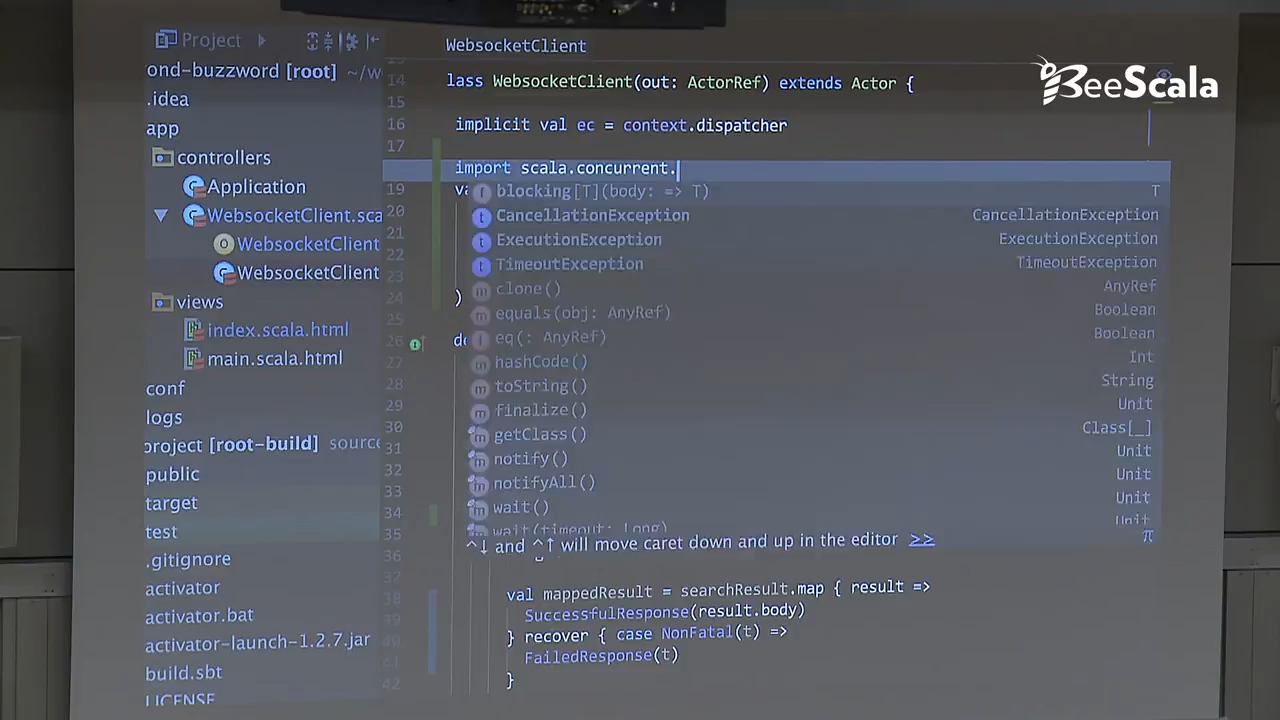 Project
WebsocketClient
BeeScala
ond-buzzword [root] ~/w
.idea
app
controllers
Application
WebsocketClient.sca
WebsocketClient
WebsocketClient
views
index.scala.html
main.scala.html
conf
logs
project [root-build] source
public
target
test
.gitignore
activator
activator.bat
activator-launch-1.2.7.jar
build.sbt
LICENSE
14 lass WebsocketClient(out: ActorRef) extends Actor {
15
16 implicit val ec = context.dispatcher
17
import scala.concurrent.
19 va
blocking[T](body: => T) T
20 CancellationException CancellationException
21 ExecutionException ExecutionException
22 TimeoutException TimeoutException
23 clone() AnyRef
24 )
equals(obj: AnyRef) Boolean
25 eq(: AnyRef) Boolean
26 de
27 hashCode() Int
28 toString() String
29 finalize() Unit
30 getClass() Class[_]
31 notify() Unit
32 notifyAll() Unit
33 wait() Unit
34 wait(timeout: Long) Unit
35 ^↓ and ^↑ will move caret down and up in the editor >> π
36
37
38 val mappedResult = searchResult.map { result =>
39 SuccessfulResponse(result.body)
40 } recover { case NonFatal(t) =>
41 FailedResponse(t)
42 }